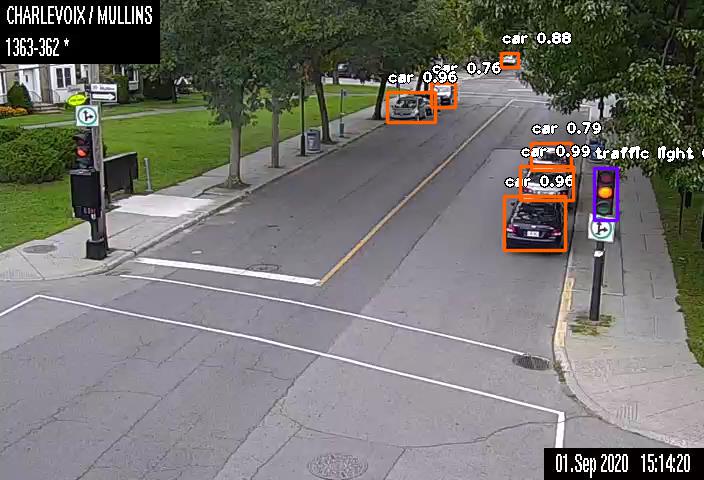 CHARLEVOIX / MULLINS
1363-362 *
car 0.88
car 0.76
car 0.96
car 0.79
car 0.99
traffic light
car 0.96
01.Sep 2020 15:14:20